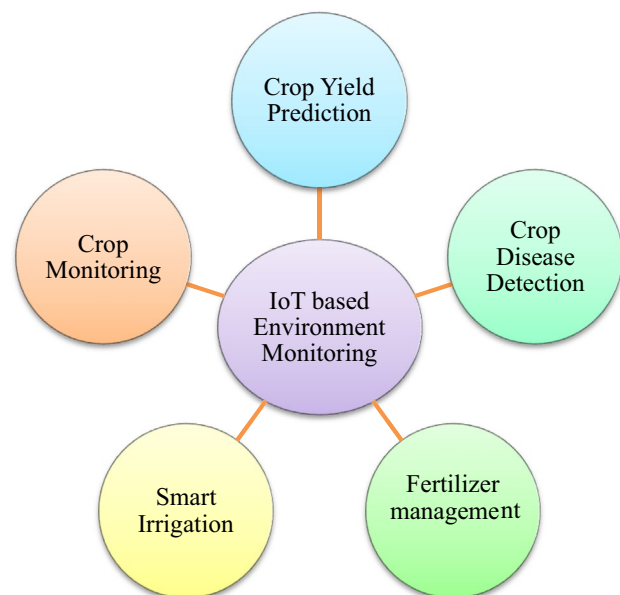 Crop Yield
Prediction
Crop
Monitoring
Crop
Disease
Detection
IoT based
Environment
Monitoring
Smart
Irrigation
Fertilizer
management